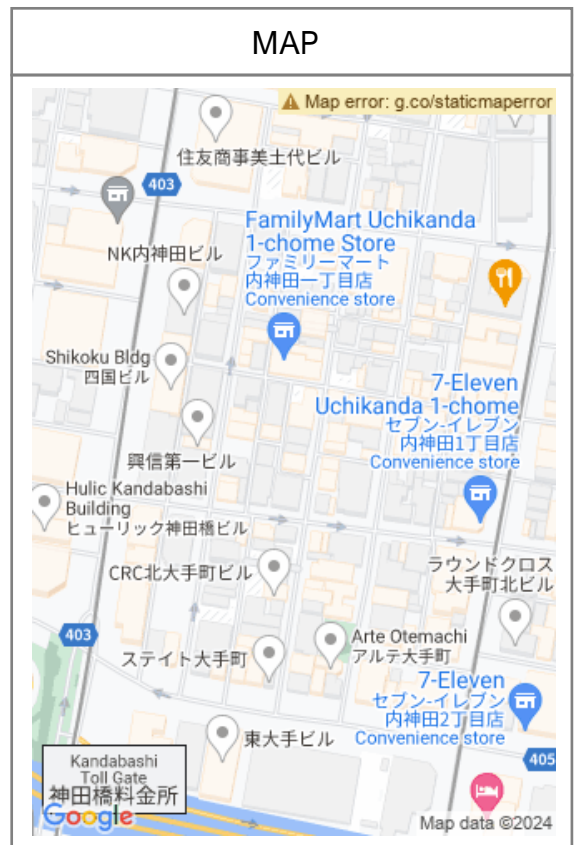 MAP
Map error: g.co/staticmaperror
住友商事美土代ビル
403
FamilyMart Uchikanda
1-chome Store
ファミリーマート
内神田一丁目店
Convenience store
NK内神田ビル
Shikoku Bldg
四国ビル
7-Eleven
Uchikanda 1-chome
セブン-イレブン
内神田1丁目店
Convenience store
興信第一ビル
Hulic Kandabashi
Building
ヒューリック神田橋ビル
CRC北大手町ビル
ラウンドクロス
大手町北ビル
403
Arte Otemachi
アルテ大手町
ステイト大手町
7-Eleven
セブン-イレブン
内神田2丁目店
Convenience store
東大手ビル
405
Kandabashi
Toll Gate
神田橋料金所
Google
Map data ©2024